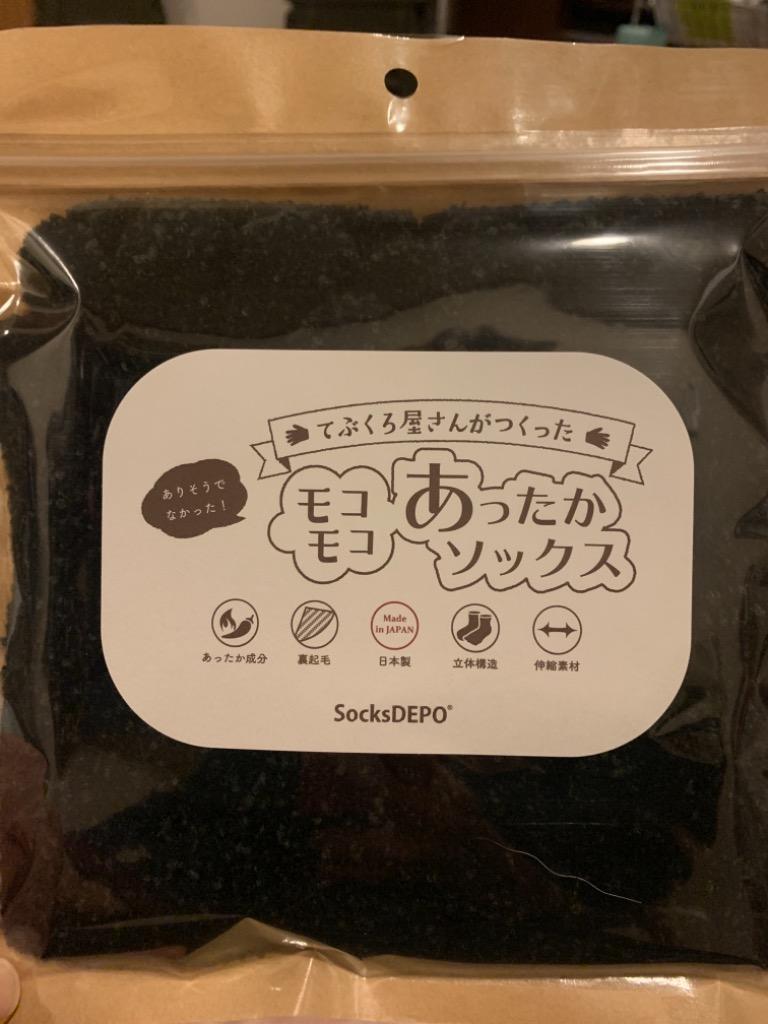 てぶくろ屋さんがつくった
ありそうで
なかった！
モコ
モコ
あったか
ソックス
あったか成分
裏起毛
Made
in JAPAN
日本製
立体構造
伸縮素材
SocksDEPO®